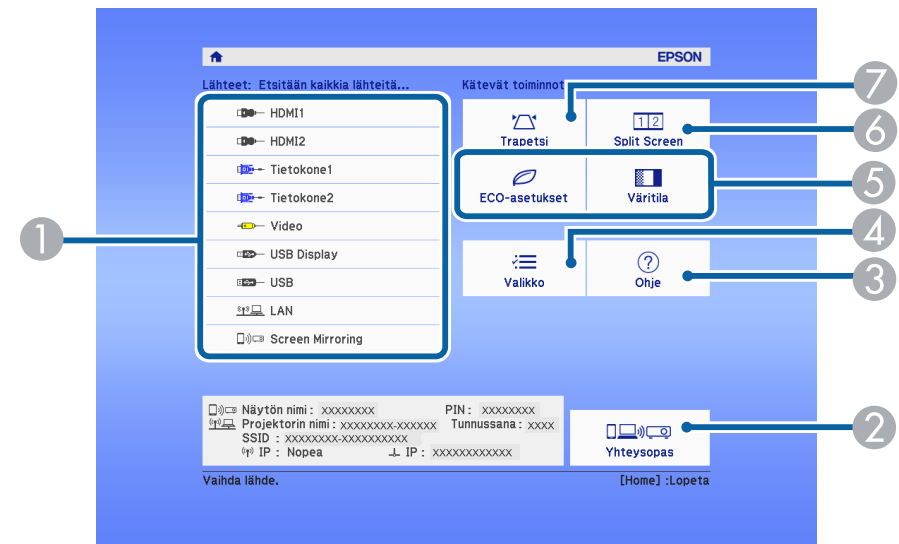 EPSON
Lähteet: Etsitään kaikkia lähteitä...
Kätevät toiminnot
HDMI1
HDMI2
Tietokone1
Tietokone2
Video
USB Display
USB
LAN
Screen Mirroring
Trapetsi
1 2
Split Screen
ECO-asetukset
Väritila
Valikko
?
Ohje
Näytön nimi : xxxxxxxx PIN : xxxxxxxx
Projektorin nimi : xxxxxxxx-xxxxxx Tunnussana : xxxx
SSID : xxxxxxxx-xxxxxxxxxx
IP : Nopea IP : xxxxxxxxxxxx
Yhteysopas
Vaihda lähde.
[Home] :Lopeta
1
7
6
5
4
3
2